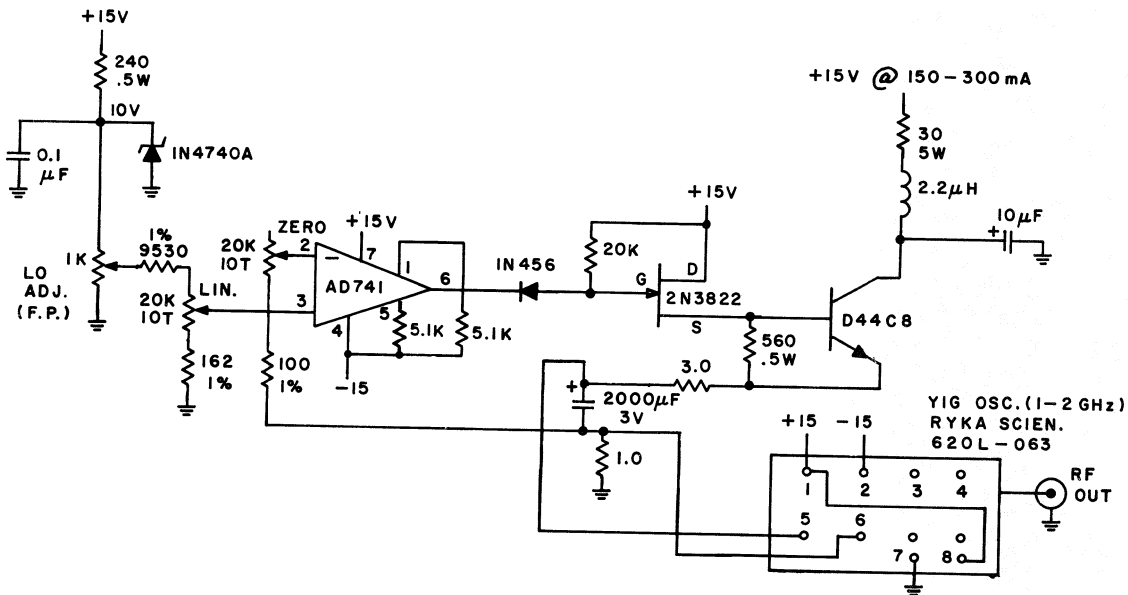 +15V
240
.5W
10V
0.1
µF
IN4740A
1K
LO
ADJ.
(F.P.)
1%
9530
20K
10T
LIN.
162
1%
ZERO
20K
10T
100
1%
2
3
+15V
7
1
AD741
6
5
4
5.1K
5.1K
-15
IN456
20K
+15V
G
D
2N3822
S
560
.5W
3.0
+
2000µF
3V
1.0
+15V @ 150-300mA
30
5W
2.2µH
10µF
+
D44C8
YIG OSC.(1-2GHz)
RYKA SCIEN.
620L-063
+15 -15
1 2 3 4
5 6
7 8
RF
OUT